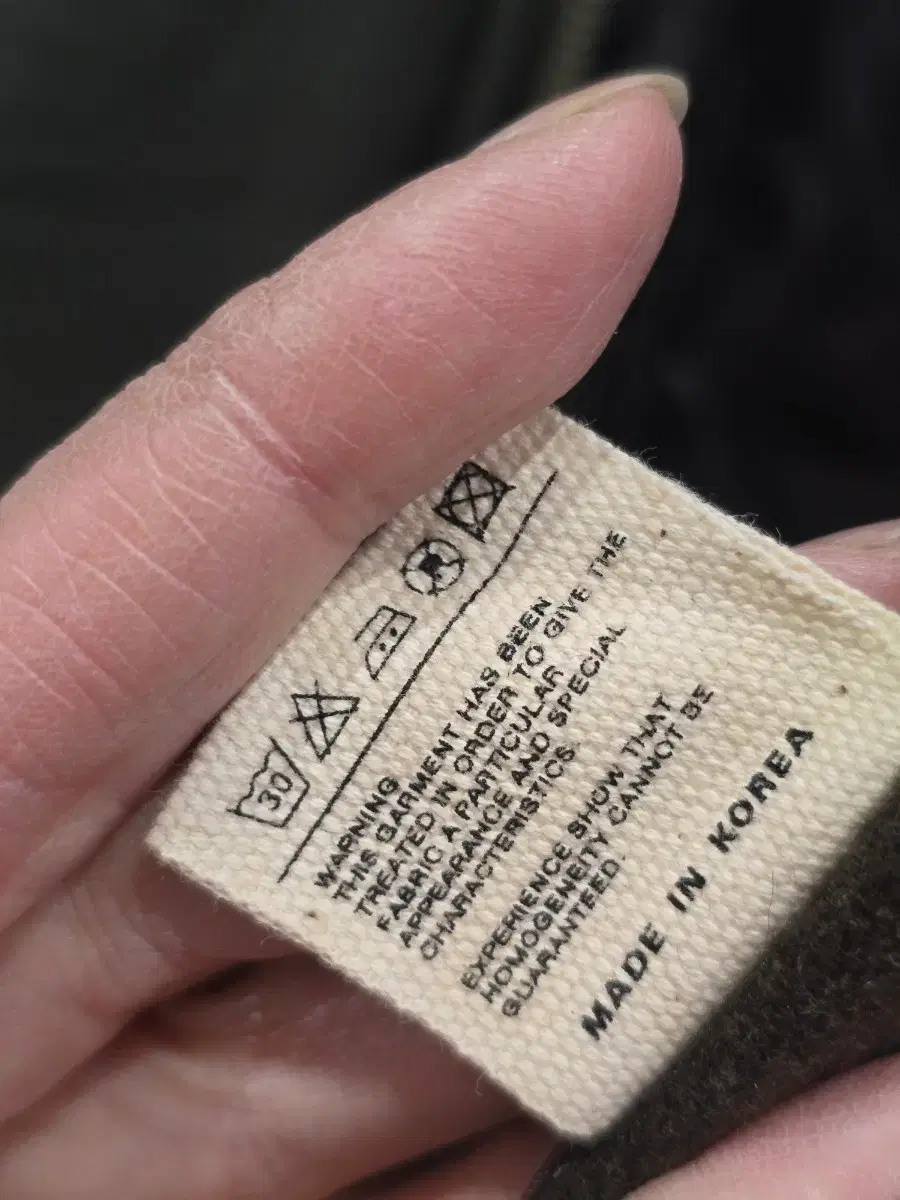 30
WARNING
THIS GARMENT HAS BEEN
TREATED IN ORDER TO GIVE THE
FABRIC A PARTICULAR
APPEARANCE AND SPECIAL
CHARACTERISTICS.
EXPERIENCE SHOW THAT
HOMOGENEITY CANNOT BE
GUARANTEED.
MADE IN KOREA